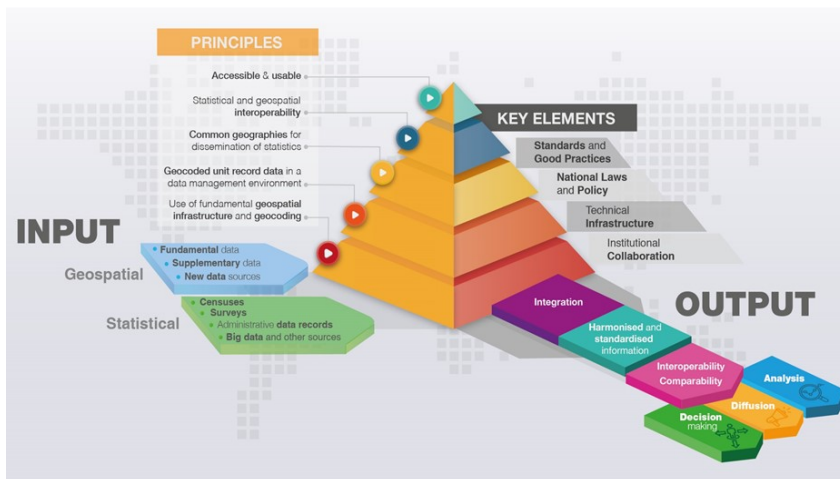 PRINCIPLES
Accessible & usable
Statistical and geospatial
interoperability
Common geographies for
dissemination of statistics
Geocoded unit record data in a
data management environment
Use of fundamental geospatial
infrastructure and geocoding
KEY ELEMENTS
Standards and
Good Practices
National Laws
and Policy
Technical
Infrastructure
Institutional
Collaboration
INPUT
Geospatial
• Fundamental data
• Supplementary data
• New data sources
Statistical
• Censuses
• Surveys
• Administrative data records
• Big data and other sources
OUTPUT
Integration
Harmonised and
standardised
information
Interoperability
Comparability
Analysis
Diffusion
Decision
making